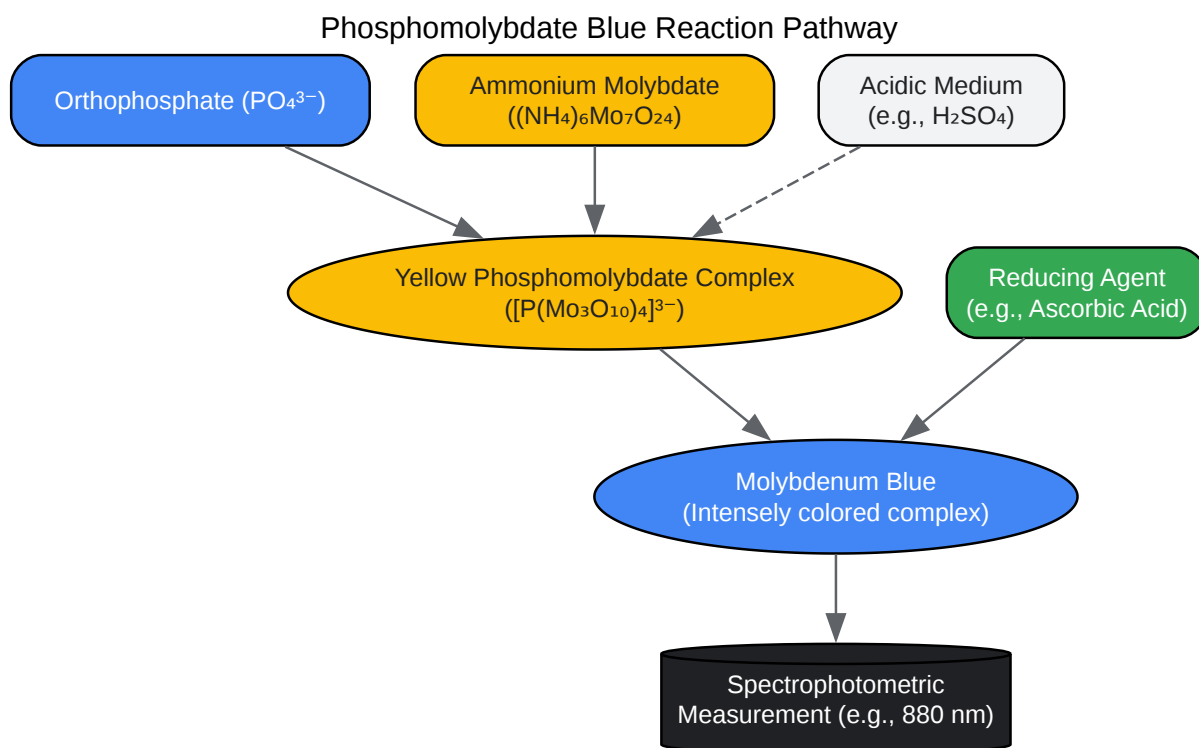 Phosphomolybdate Blue Reaction Pathway
Orthophosphate (PO₄³⁻)
Ammonium Molybdate
((NH₄)₆Mo₇O₂₄)
Acidic Medium
(e.g., H₂SO₄)
Yellow Phosphomolybdate Complex
([P(Mo₃O₁₀)₄]³⁻)
Reducing Agent
(e.g., Ascorbic Acid)
Molybdenum Blue
(Intensely colored complex)
Spectrophotometric
Measurement (e.g., 880 nm)